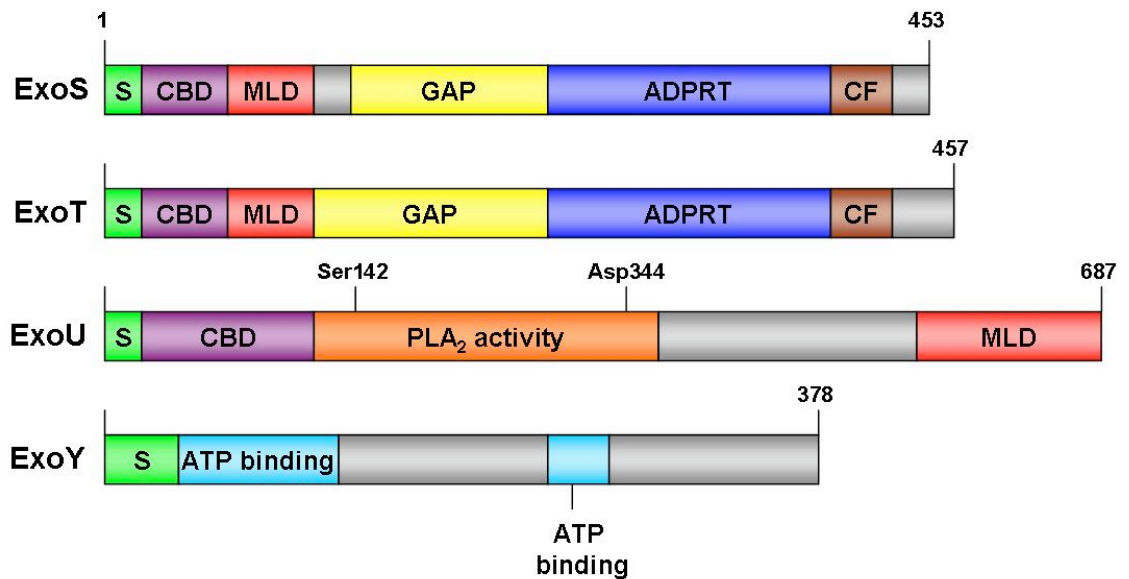 1 453
ExoS S CBD MLD GAP ADPRT CF
457
ExoT S CBD MLD GAP ADPRT CF
Ser142 Asp344 687
ExoU S CBD PLA₂ activity MLD
378
ExoY S ATP binding
ATP
binding